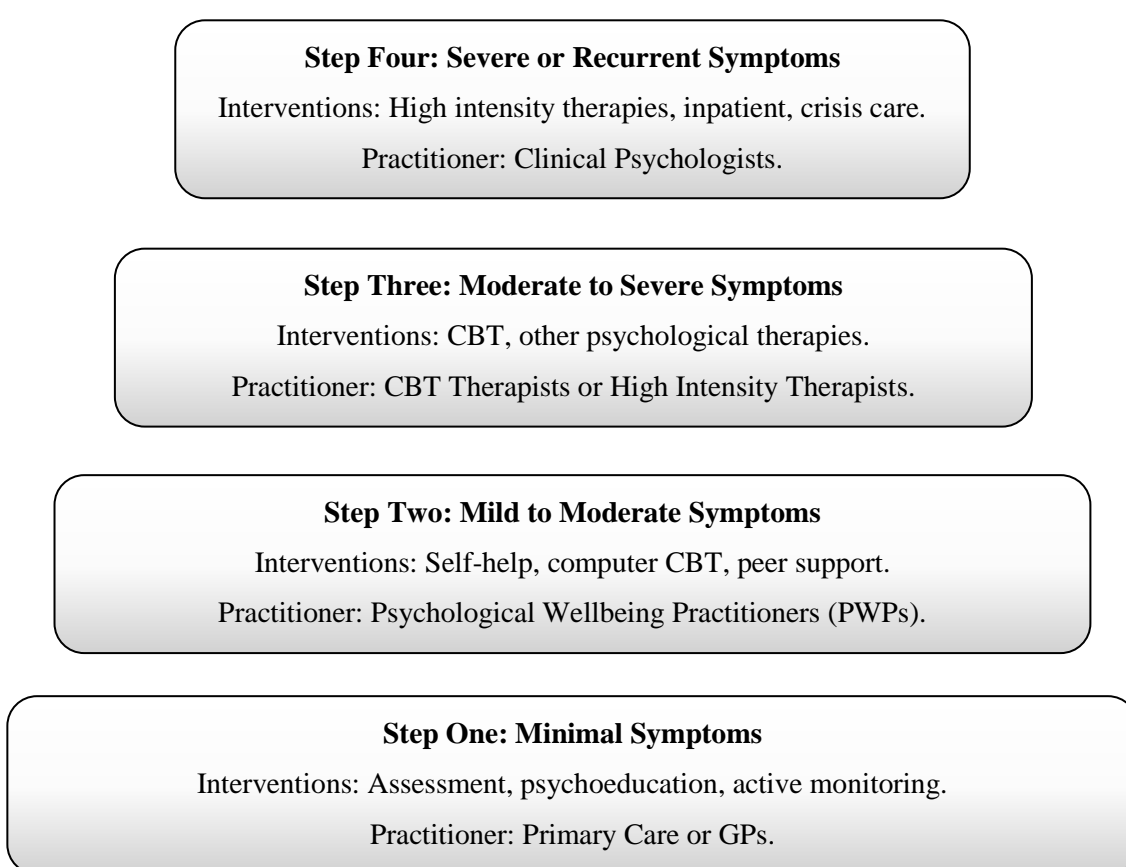 Step Four: Severe or Recurrent Symptoms
Interventions: High intensity therapies, inpatient, crisis care.
Practitioner: Clinical Psychologists.
Step Three: Moderate to Severe Symptoms
Interventions: CBT, other psychological therapies.
Practitioner: CBT Therapists or High Intensity Therapists.
Step Two: Mild to Moderate Symptoms
Interventions: Self-help, computer CBT, peer support.
Practitioner: Psychological Wellbeing Practitioners (PWPs).
Step One: Minimal Symptoms
Interventions: Assessment, psychoeducation, active monitoring.
Practitioner: Primary Care or GPs.